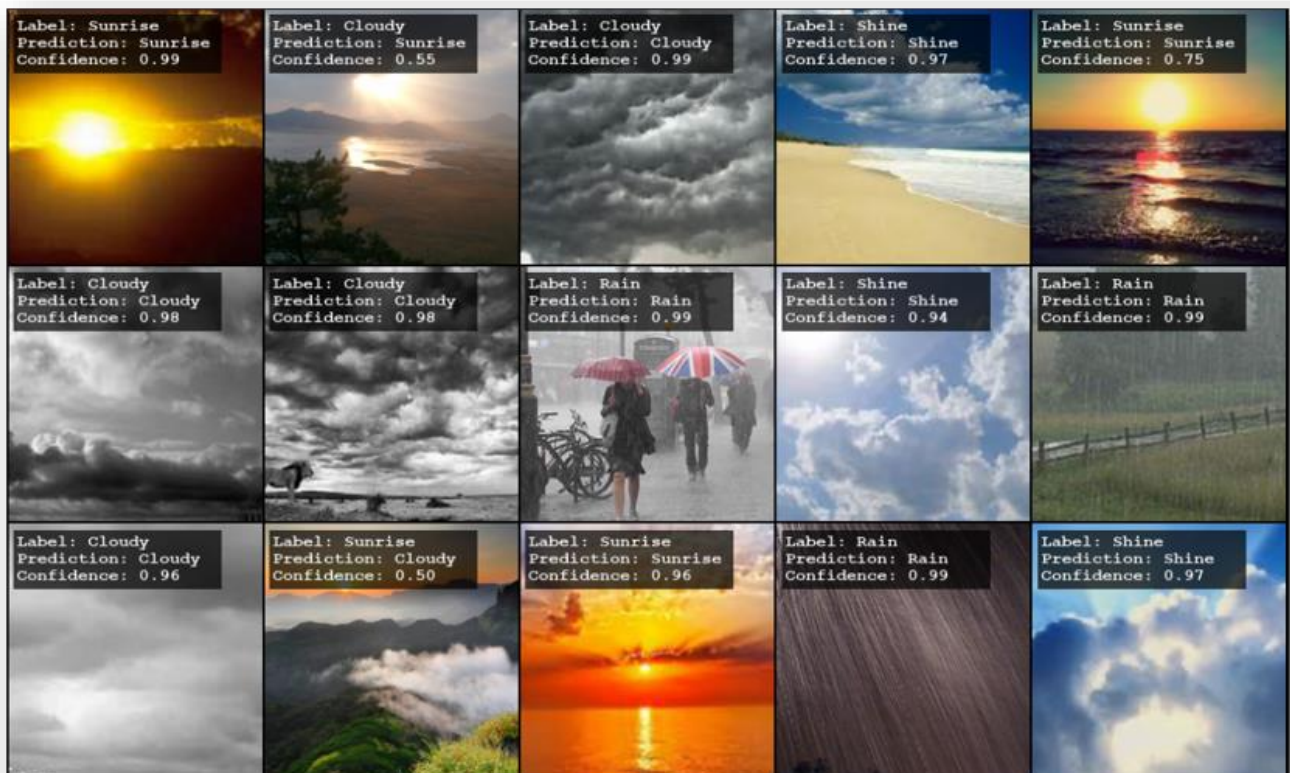 Label: Sunrise
Prediction: Sunrise
Confidence: 0.99
Label: Cloudy
Prediction: Sunrise
Confidence: 0.55
Label: Cloudy
Prediction: Cloudy
Confidence: 0.99
Label: Shine
Prediction: Shine
Confidence: 0.97
Label: Sunrise
Prediction: Sunrise
Confidence: 0.75
Label: Cloudy
Prediction: Cloudy
Confidence: 0.98
Label: Cloudy
Prediction: Cloudy
Confidence: 0.98
Label: Rain
Prediction: Rain
Confidence: 0.99
Label: Shine
Prediction: Shine
Confidence: 0.94
Label: Rain
Prediction: Rain
Confidence: 0.99
Label: Cloudy
Prediction: Cloudy
Confidence: 0.96
Label: Sunrise
Prediction: Cloudy
Confidence: 0.50
Label: Sunrise
Prediction: Sunrise
Confidence: 0.96
Label: Rain
Prediction: Rain
Confidence: 0.99
Label: Shine
Prediction: Shine
Confidence: 0.97